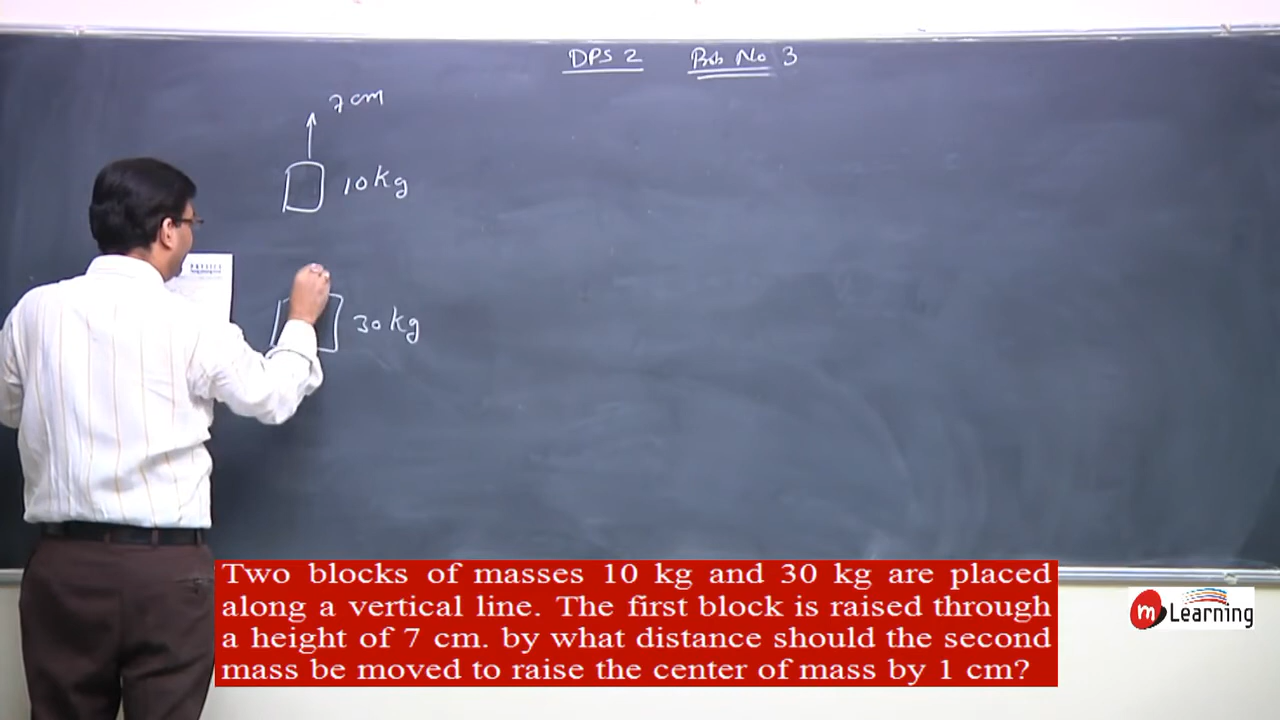 DPS 2 Prob No 3
7 cm
10 kg
30 kg
PHYSICS
Two blocks of masses 10 kg and 30 kg are placed
along a vertical line. The first block is raised through
a height of 7 cm. by what distance should the second
mass be moved to raise the center of mass by 1 cm?
m Learning